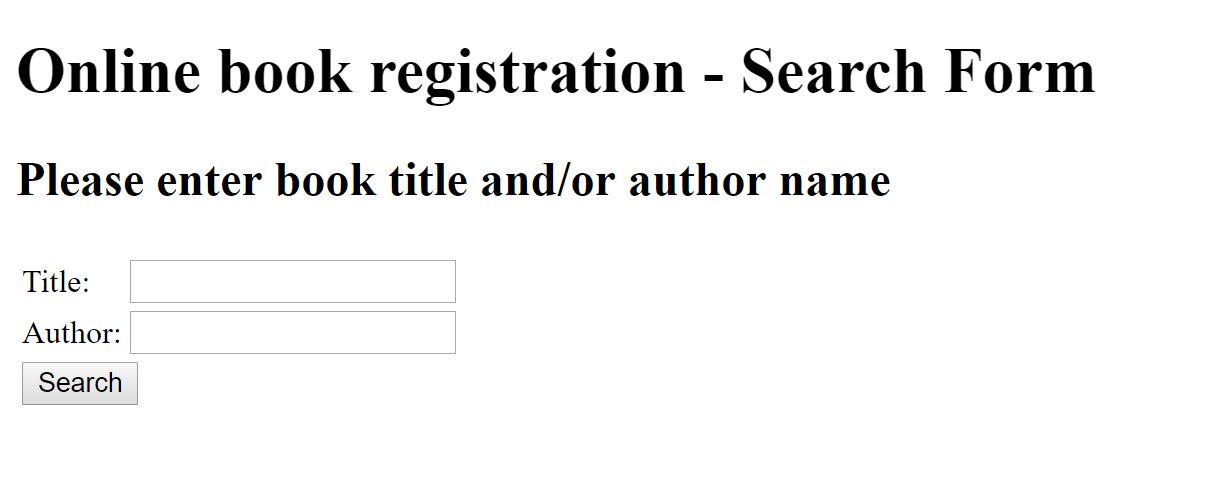 Online book registration - Search Form
Please enter book title and/or author name
Title:
Author:
Search